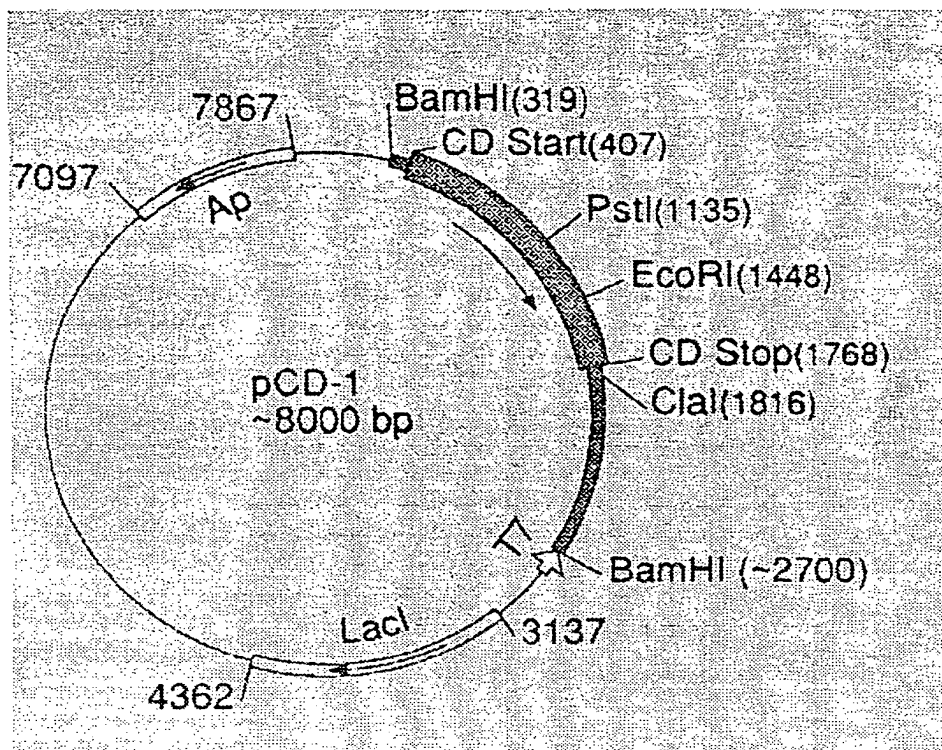 BamHI(319)
7867
CD Start(407)
7097
Ap
PstI(1135)
EcoRI(1448)
CD Stop(1768)
pCD-1
~8000 bp
ClaI(1816)
T7
BamHI (~2700)
LacI
3137
4362